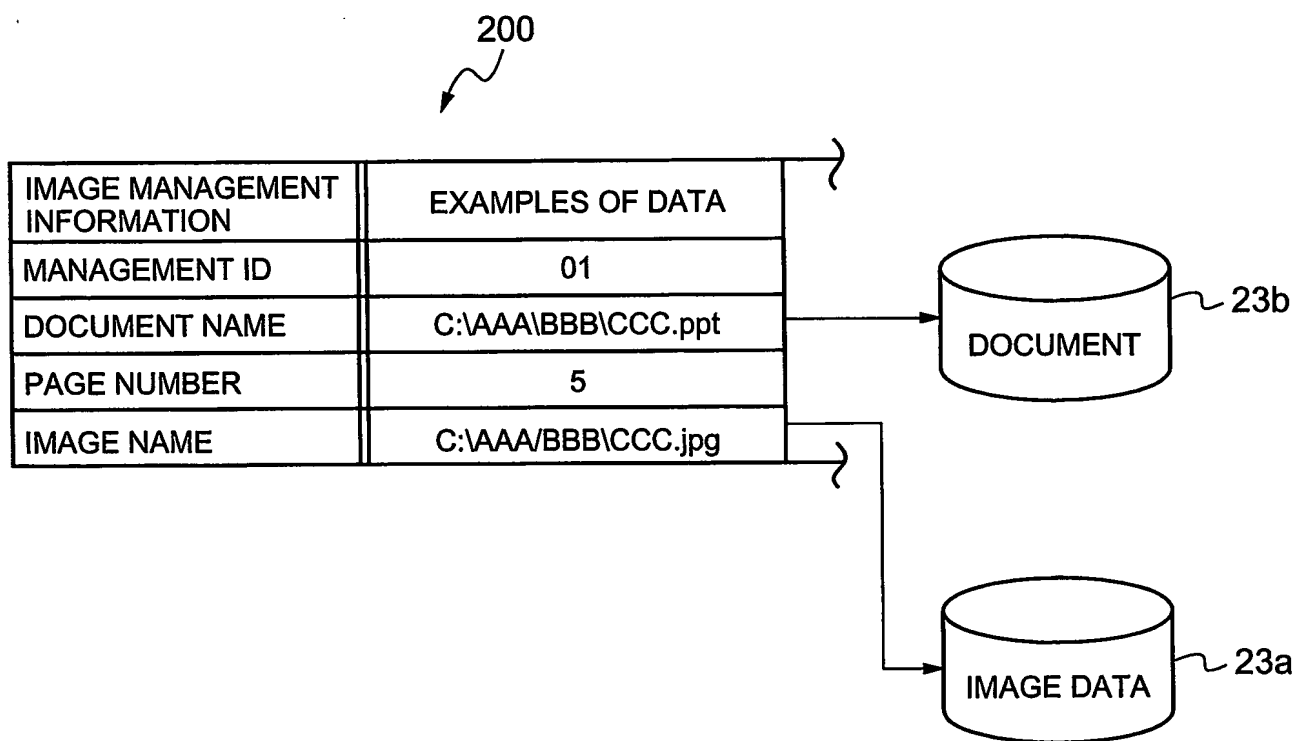 200
IMAGE MANAGEMENT
INFORMATION
EXAMPLES OF DATA
MANAGEMENT ID
01
DOCUMENT NAME
C:\AAA\BBB\CCC.ppt
PAGE NUMBER
5
IMAGE NAME
C:\AAA/BBB\CCC.jpg
DOCUMENT
23b
IMAGE DATA
23a